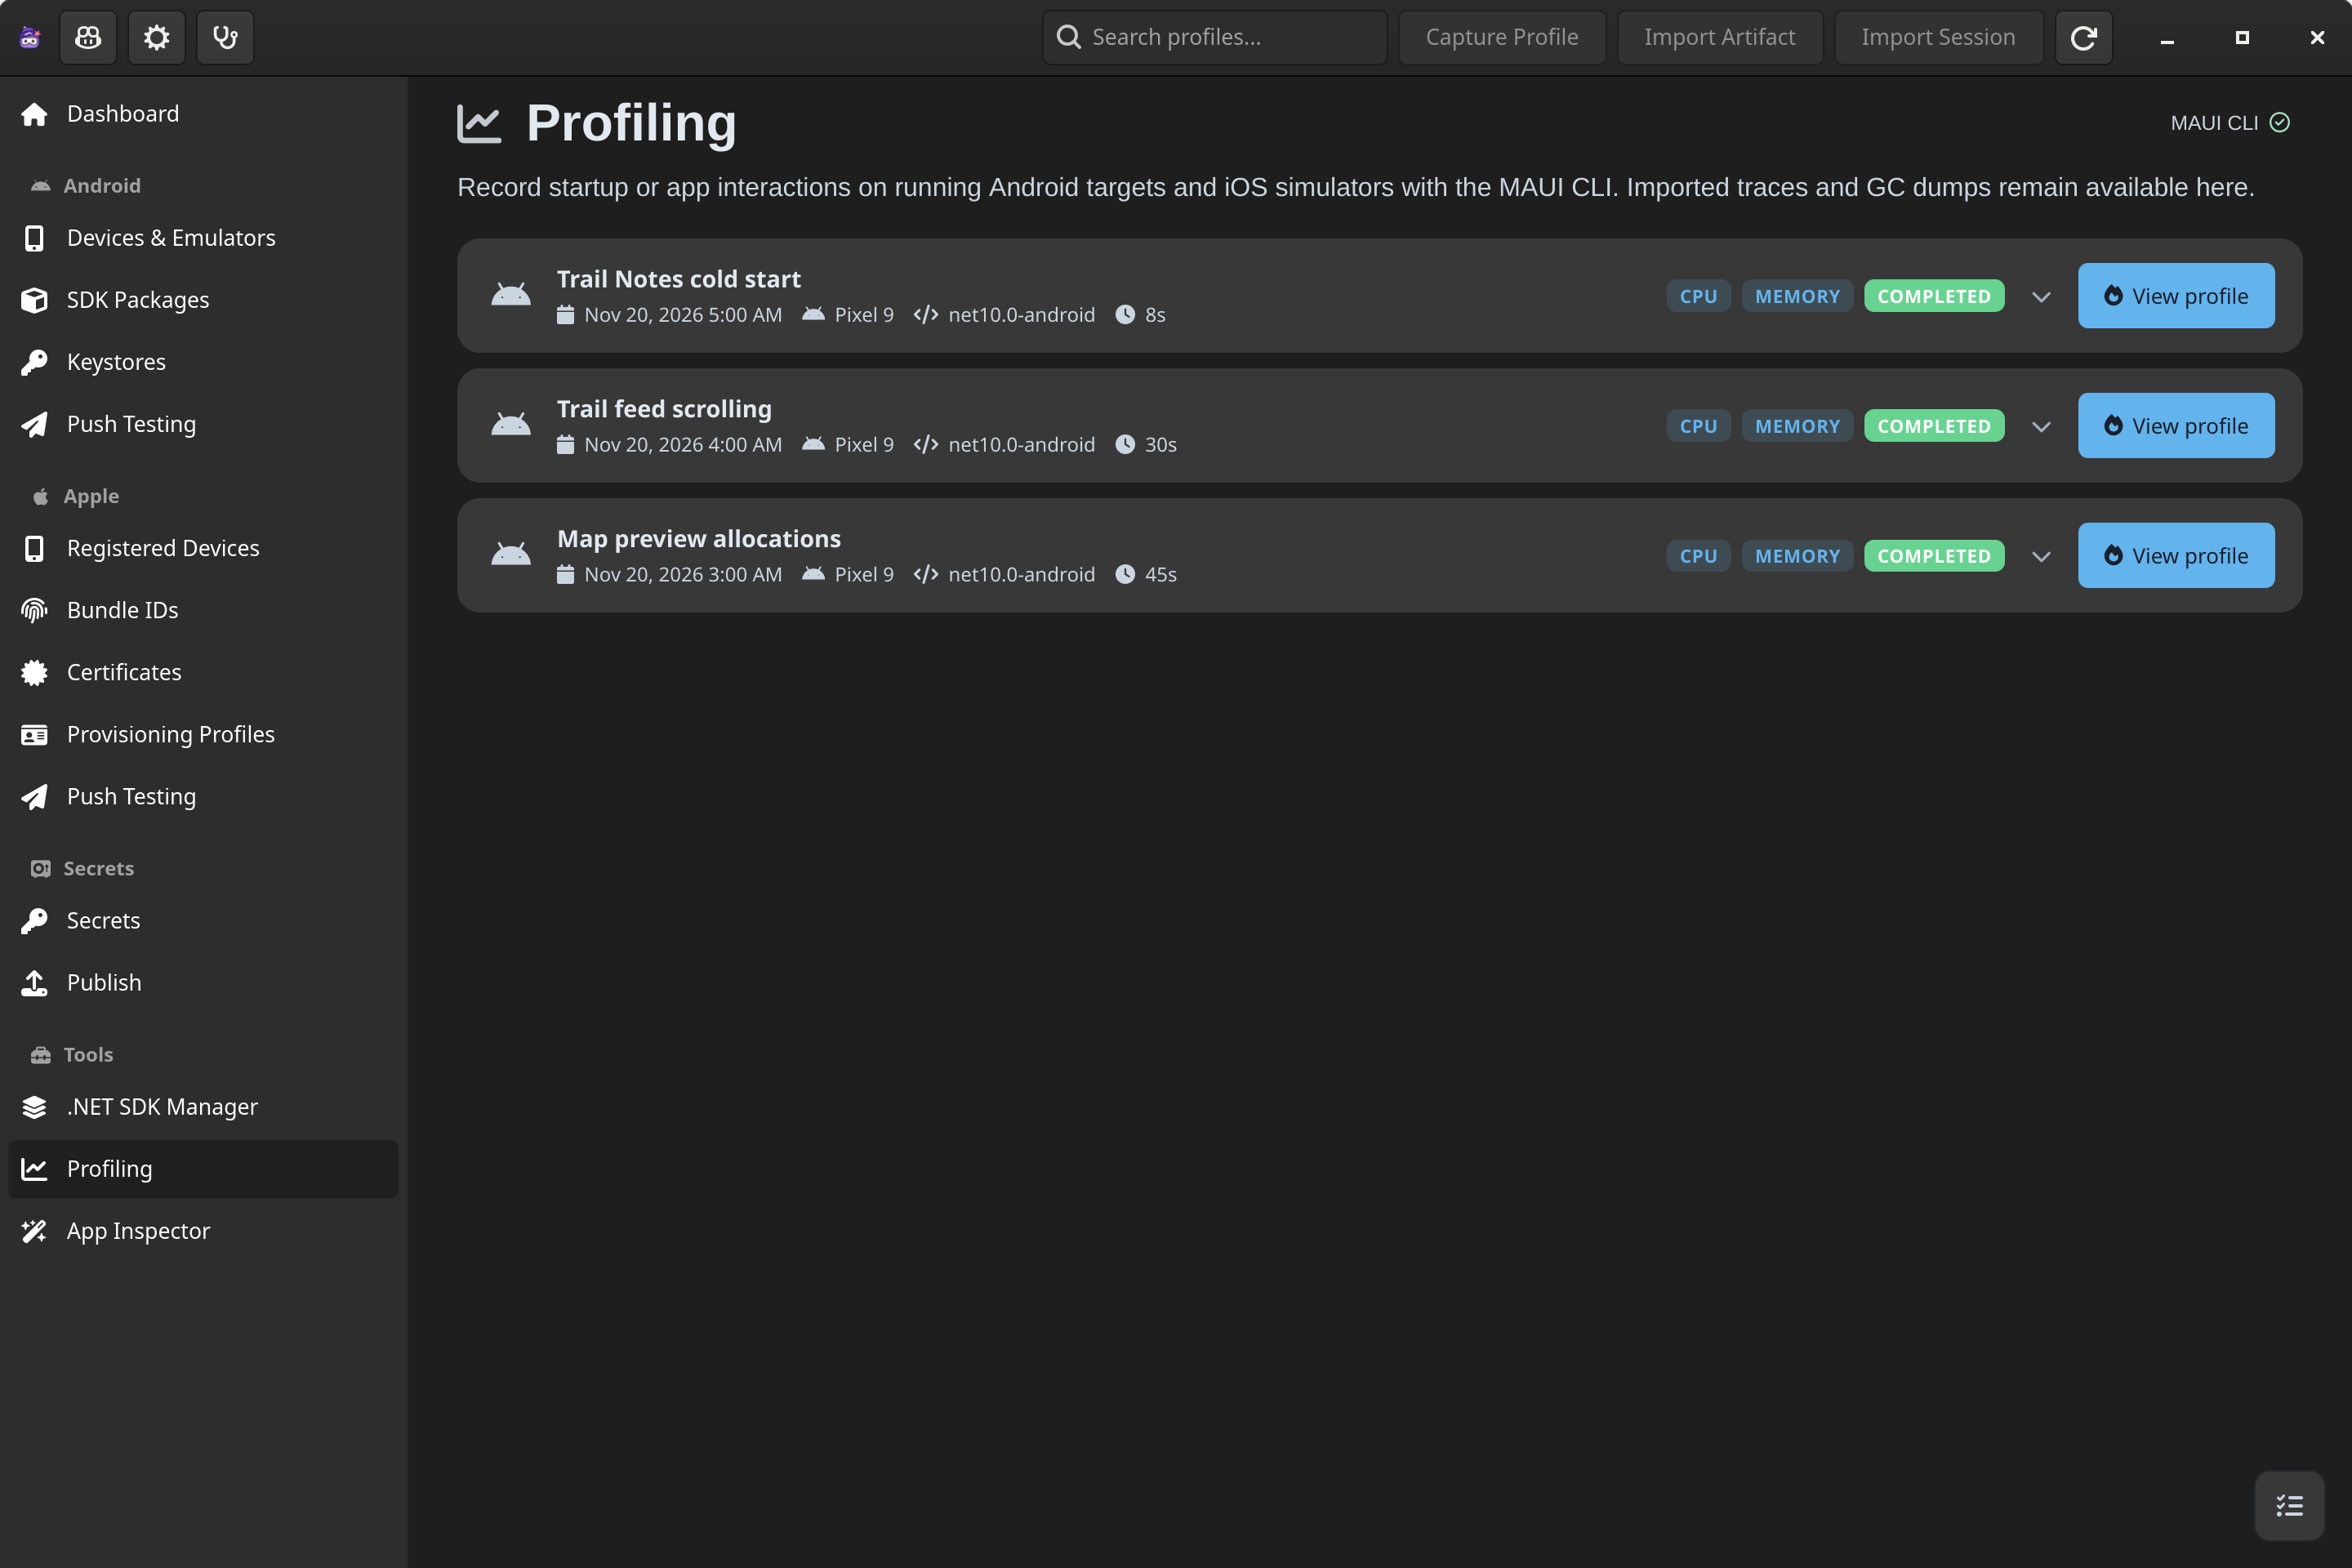 Search profiles...
Capture Profile
Import Artifact
Import Session
Dashboard
Android
Devices & Emulators
SDK Packages
Keystores
Push Testing
Apple
Registered Devices
Bundle IDs
Certificates
Provisioning Profiles
Push Testing
Secrets
Secrets
Publish
Tools
.NET SDK Manager
Profiling
App Inspector
Profiling
MAUI CLI
Record startup or app interactions on running Android targets and iOS simulators with the MAUI CLI. Imported traces and GC dumps remain available here.
Trail Notes cold start
Nov 20, 2026 5:00 AM Pixel 9 net10.0-android 8s
CPU MEMORY COMPLETED View profile
Trail feed scrolling
Nov 20, 2026 4:00 AM Pixel 9 net10.0-android 30s
CPU MEMORY COMPLETED View profile
Map preview allocations
Nov 20, 2026 3:00 AM Pixel 9 net10.0-android 45s
CPU MEMORY COMPLETED View profile